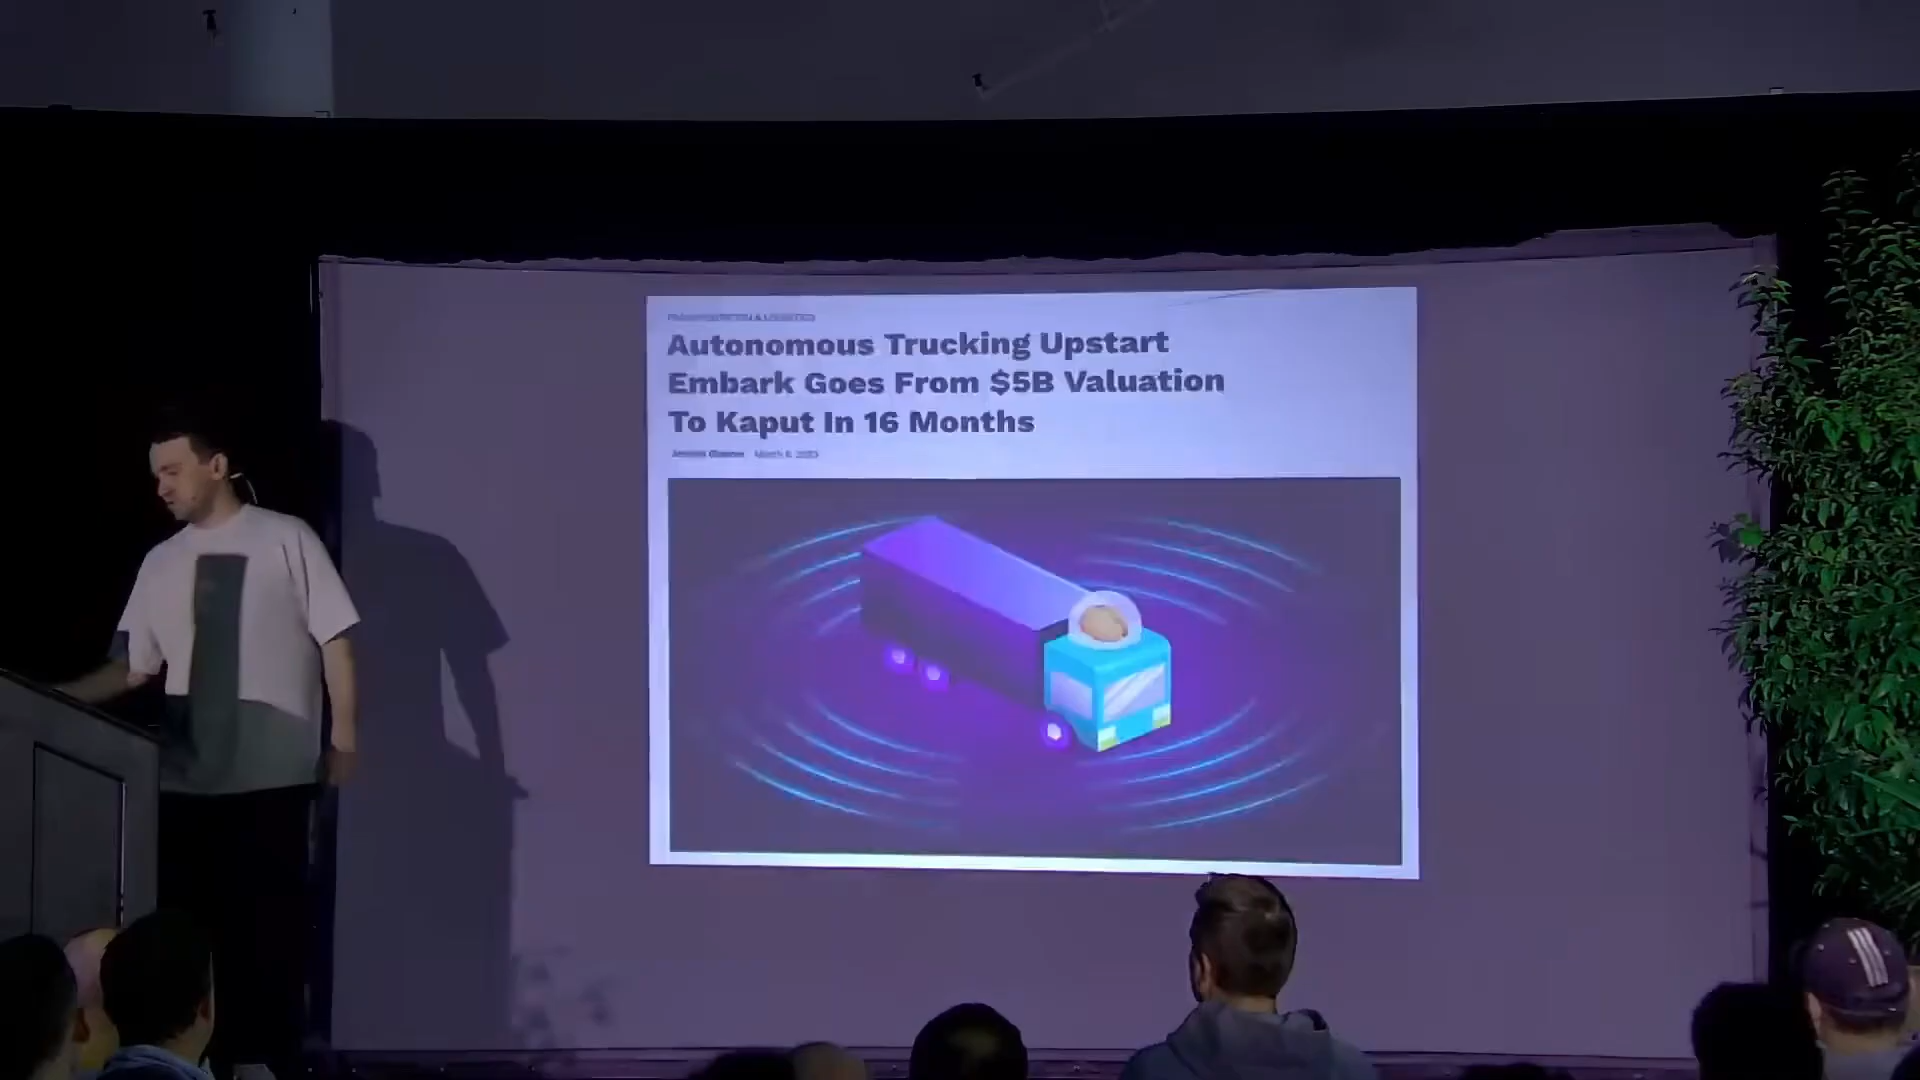 Autonomous Trucking Upstart
Embark Goes From $5B Valuation
To Kaput In 16 Months